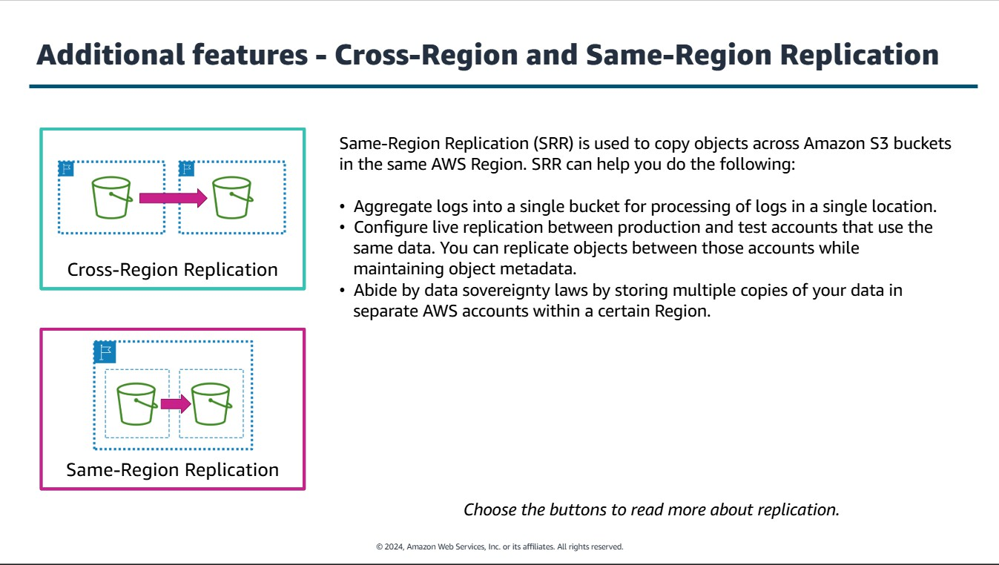 Additional features - Cross-Region and Same-Region Replication
Cross-Region Replication
Same-Region Replication
Same-Region Replication (SRR) is used to copy objects across Amazon S3 buckets
in the same AWS Region. SRR can help you do the following:
• Aggregate logs into a single bucket for processing of logs in a single location.
• Configure live replication between production and test accounts that use the
same data. You can replicate objects between those accounts while
maintaining object metadata.
• Abide by data sovereignty laws by storing multiple copies of your data in
separate AWS accounts within a certain Region.
Choose the buttons to read more about replication.
© 2024, Amazon Web Services, Inc. or its affiliates. All rights reserved.